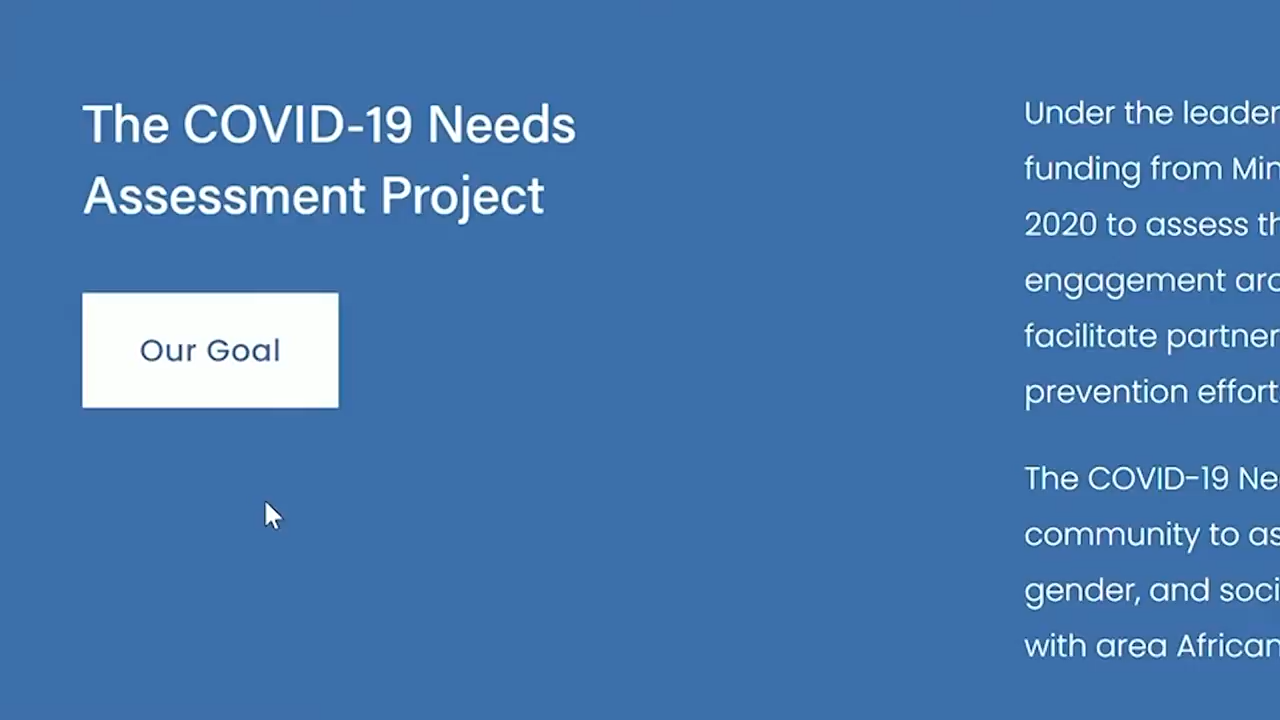 The COVID-19 Needs
Assessment Project
Our Goal
Under the leader
funding from Min
2020 to assess th
engagement aro
facilitate partner
prevention effort
The COVID-19 Ne
community to as
gender, and soci
with area African